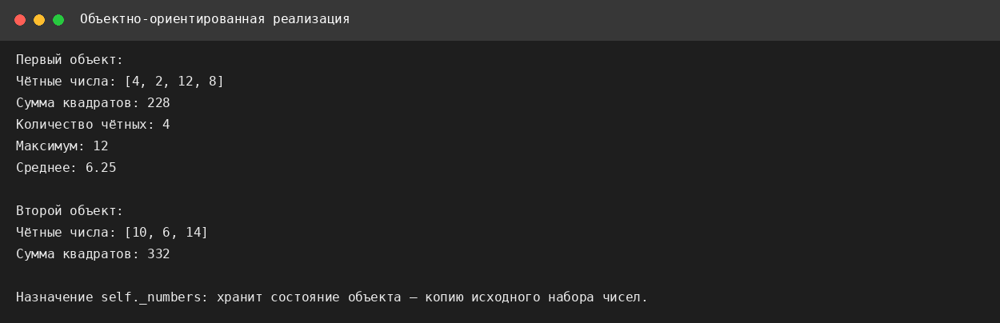 Объектно-ориентированная реализация
Первый объект:
Чётные числа: [4, 2, 12, 8]
Сумма квадратов: 228
Количество чётных: 4
Максимум: 12
Среднее: 6.25
Второй объект:
Чётные числа: [10, 6, 14]
Сумма квадратов: 332
Назначение self._numbers: хранит состояние объекта — копию исходного набора чисел.